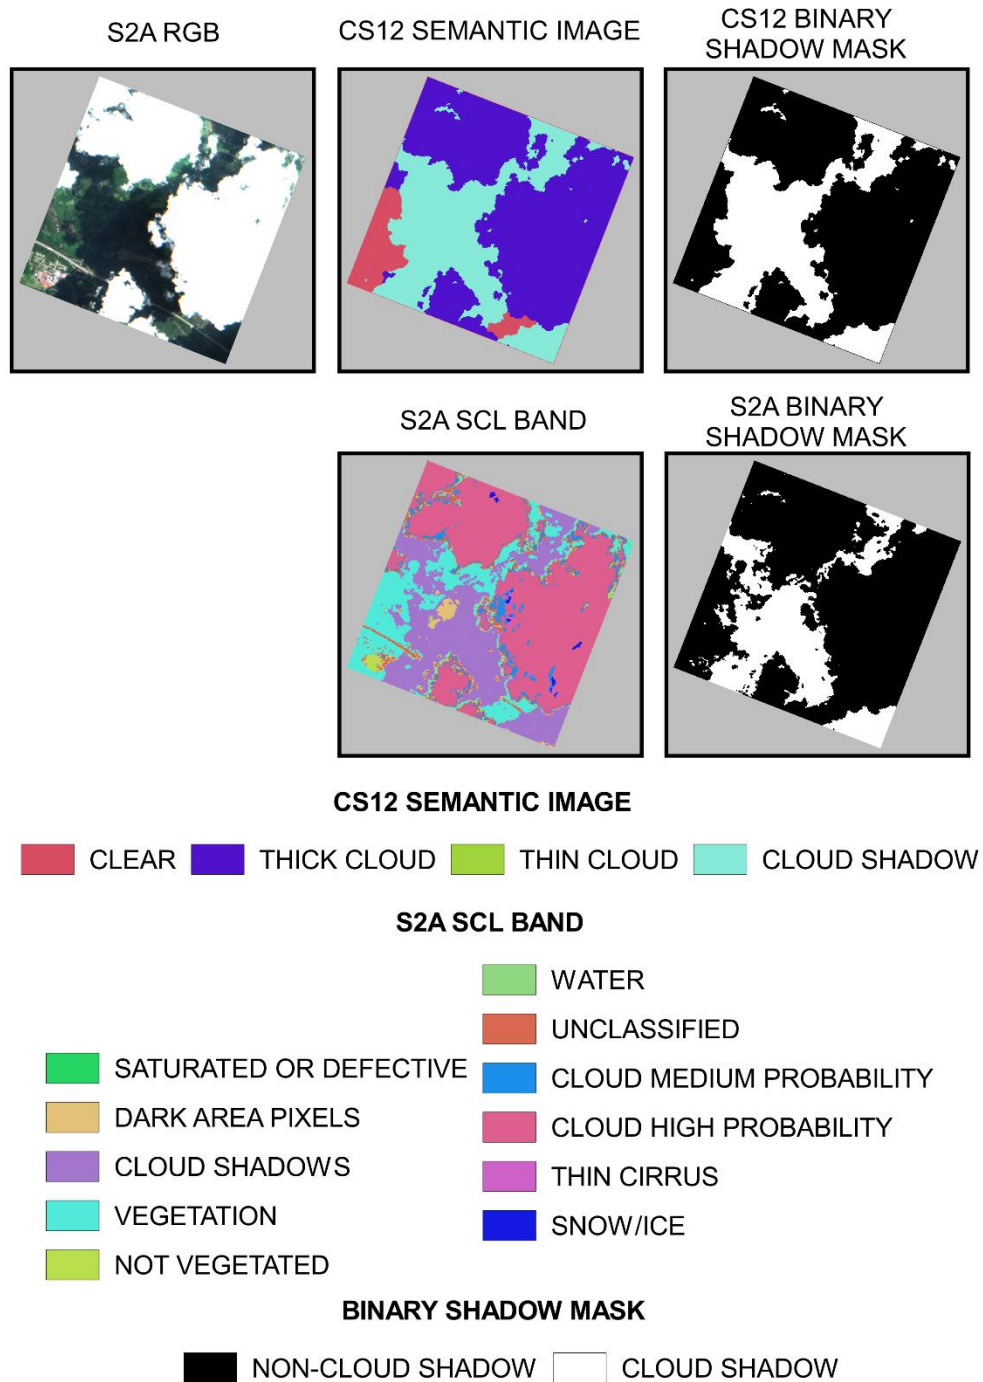 S2A RGB
CS12 SEMANTIC IMAGE
CS12 BINARY
SHADOW MASK
S2A SCL BAND
S2A BINARY
SHADOW MASK
CS12 SEMANTIC IMAGE
CLEAR
THICK CLOUD
THIN CLOUD
CLOUD SHADOW
S2A SCL BAND
SATURATED OR DEFECTIVE
DARK AREA PIXELS
CLOUD SHADOWS
VEGETATION
NOT VEGETATED
WATER
UNCLASSIFIED
CLOUD MEDIUM PROBABILITY
CLOUD HIGH PROBABILITY
THIN CIRRUS
SNOW/ICE
BINARY SHADOW MASK
NON-CLOUD SHADOW
CLOUD SHADOW